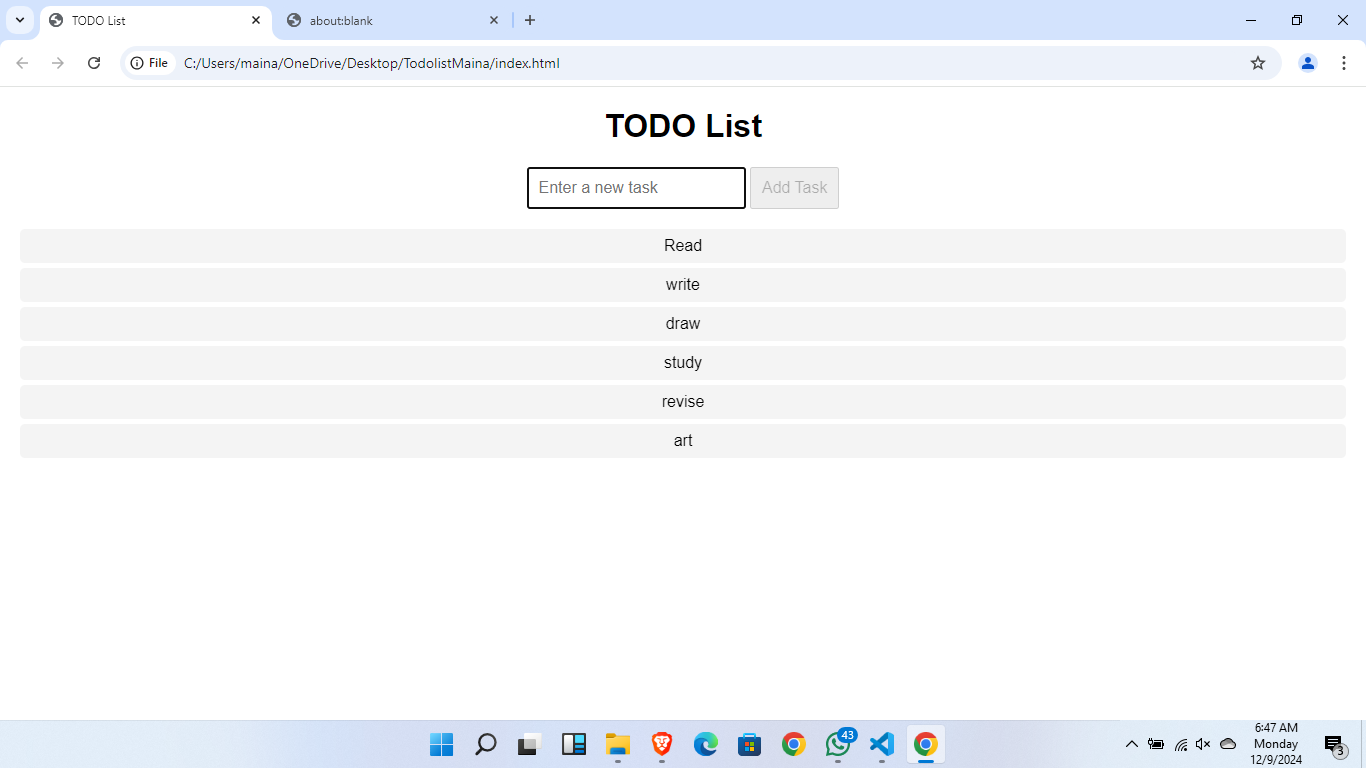 TODO List
about:blank
File
C:/Users/maina/OneDrive/Desktop/TodolistMaina/index.html
TODO List
Enter a new task
Add Task
Read
write
draw
study
revise
art
43
6:47 AM
Monday
12/9/2024
3